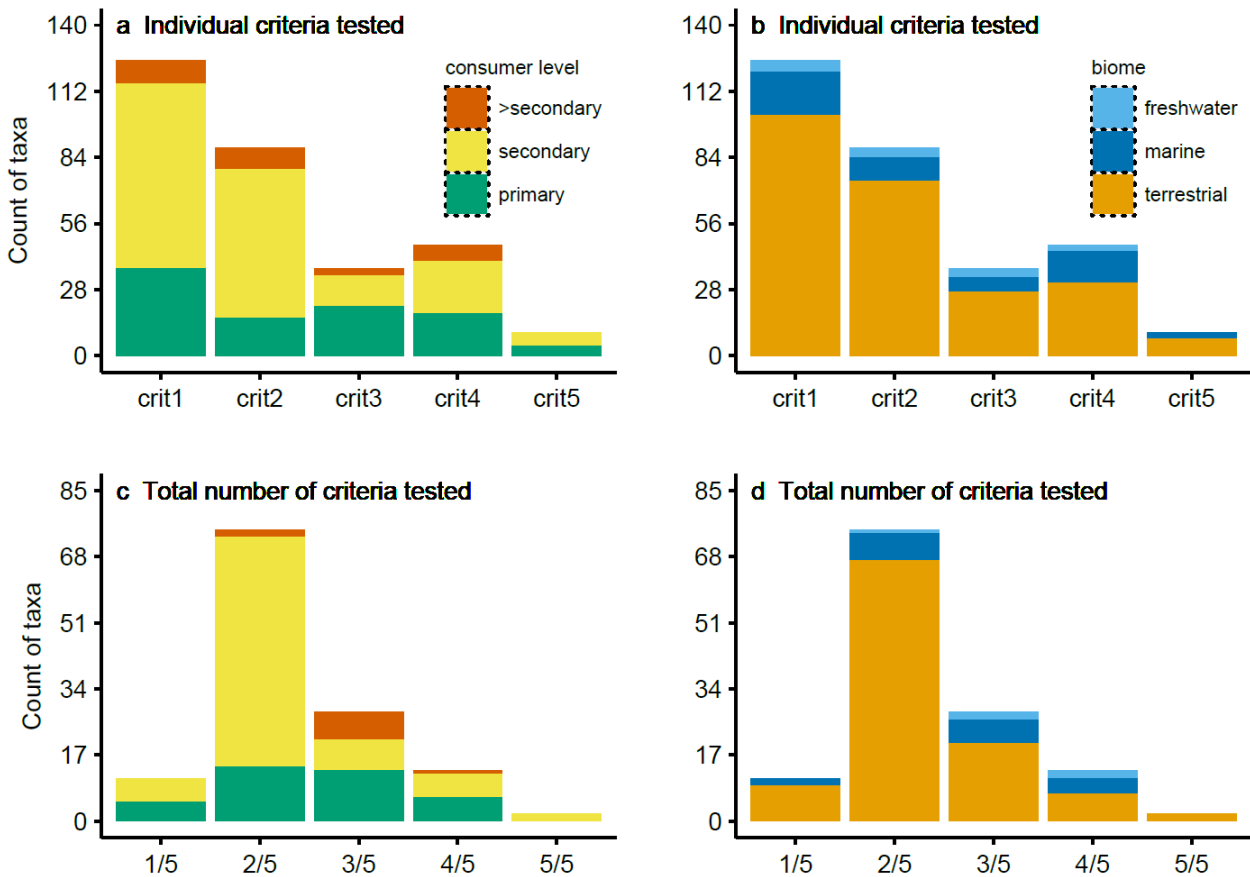 a Individual criteria tested
consumer level
>secondary
secondary
primary
Count of taxa
140
112
84
56
28
0
crit1 crit2 crit3 crit4 crit5
b Individual criteria tested
biome
freshwater
marine
terrestrial
140
112
84
56
28
0
crit1 crit2 crit3 crit4 crit5
c Total number of criteria tested
Count of taxa
85
68
51
34
17
0
1/5 2/5 3/5 4/5 5/5
d Total number of criteria tested
85
68
51
34
17
0
1/5 2/5 3/5 4/5 5/5